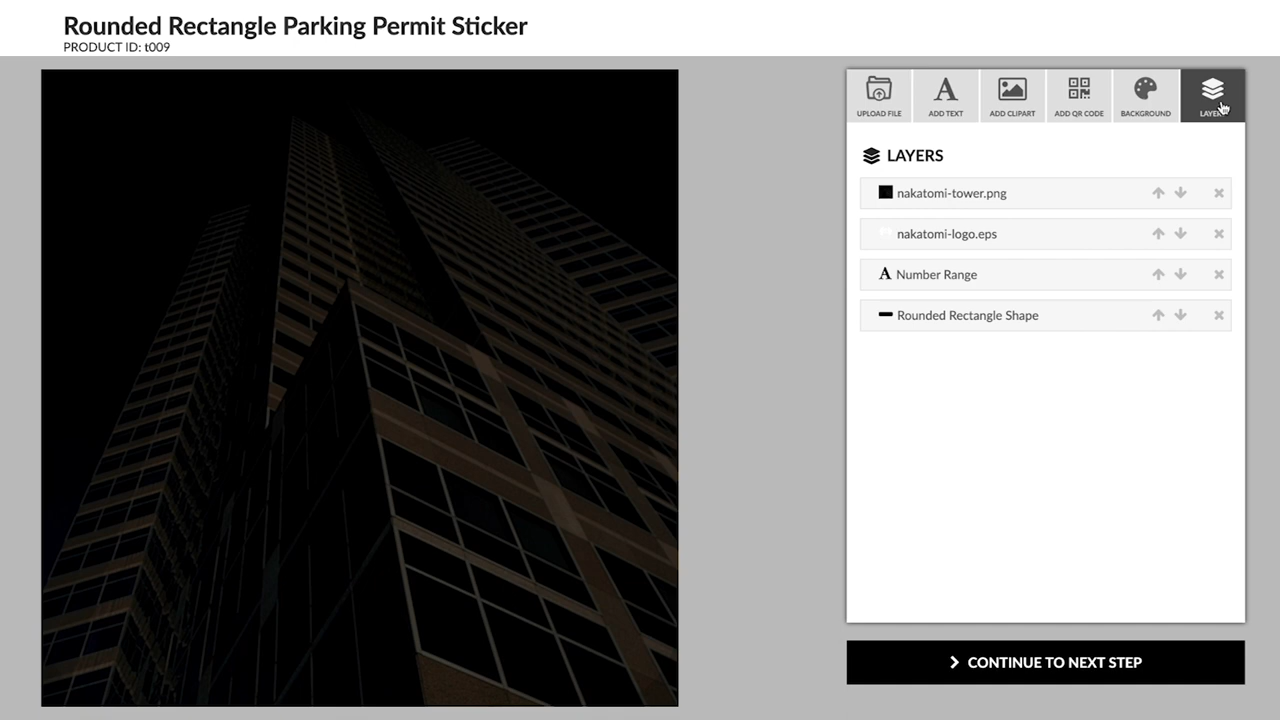 Rounded Rectangle Parking Permit Sticker
PRODUCT ID: t009
UPLOAD FILE
ADD TEXT
ADD CLIPART
ADD QR CODE
BACKGROUND
LAYERS
nakatomi-tower.png
nakatomi-logo.eps
Number Range
Rounded Rectangle Shape
CONTINUE TO NEXT STEP